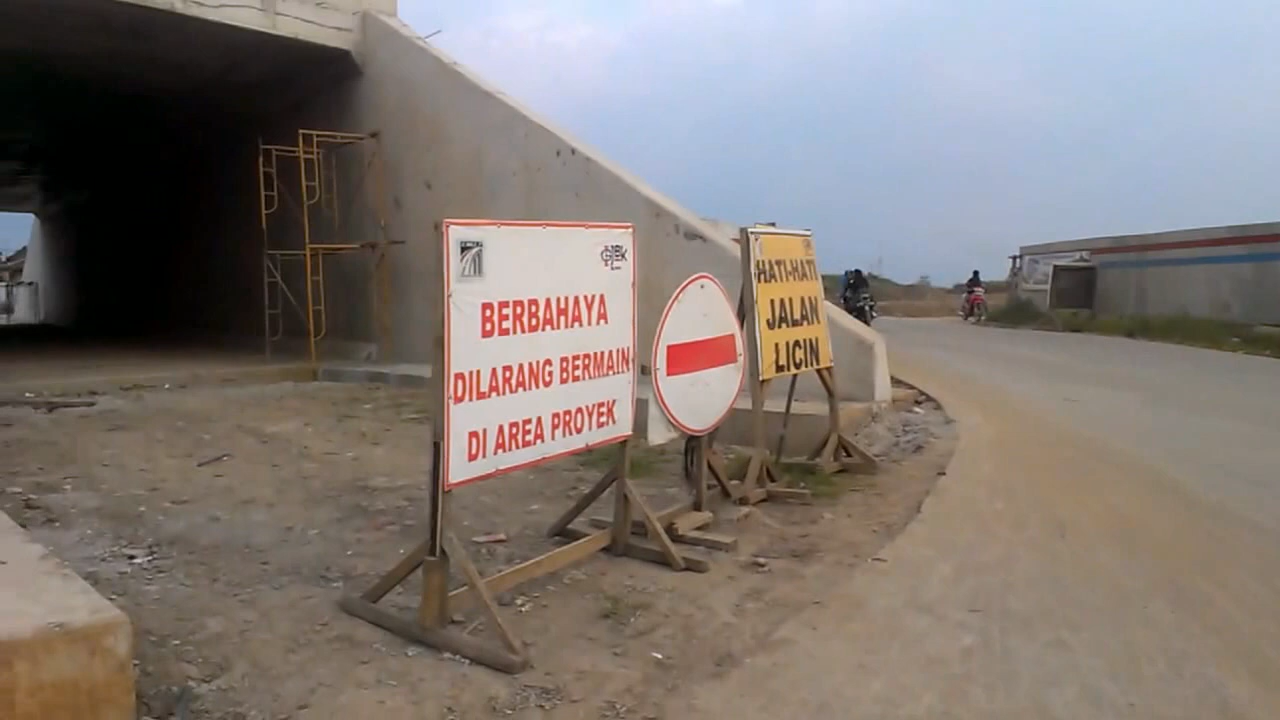 BERBAHAYA
DILARANG BERMAIN
DI AREA PROYEK
HATI-HATI
JALAN
LICIN